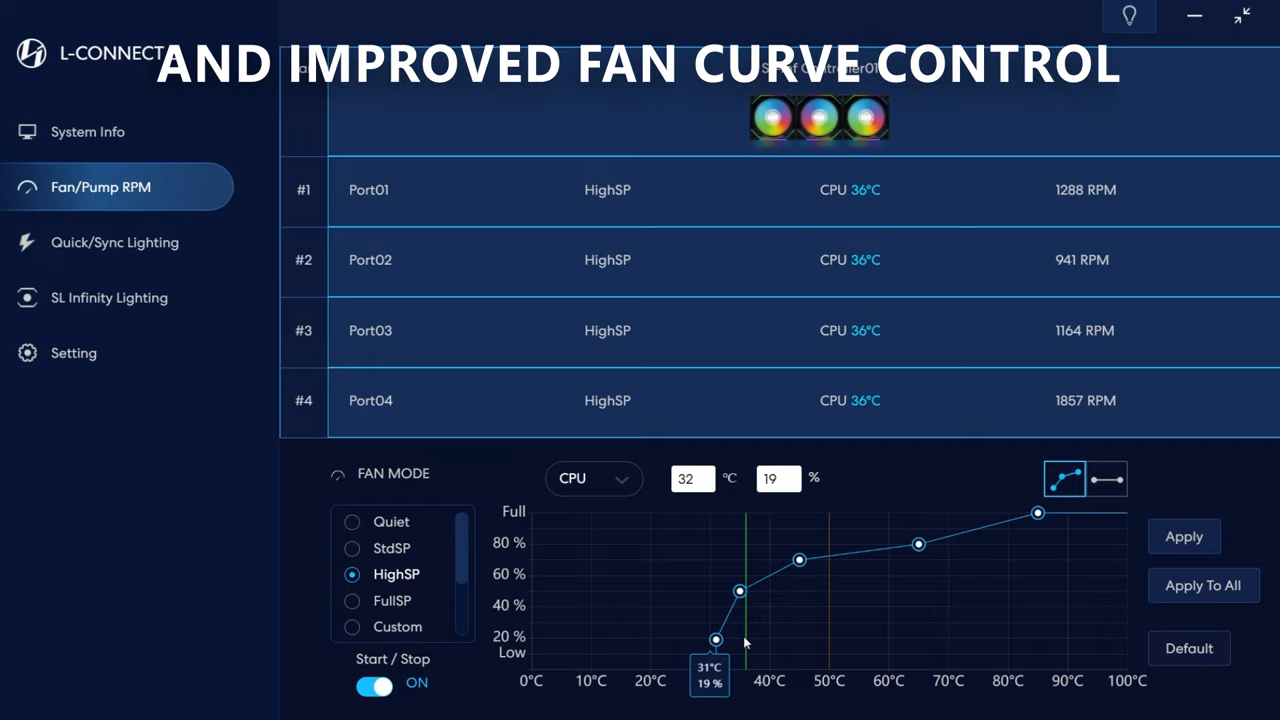 L-CONNECT
AND IMPROVED FAN CURVE CONTROL
System Info
Fan/Pump RPM
Quick/Sync Lighting
SL Infinity Lighting
Setting
#1 Port01 HighSP CPU 36°C 1288 RPM
#2 Port02 HighSP CPU 36°C 941 RPM
#3 Port03 HighSP CPU 36°C 1164 RPM
#4 Port04 HighSP CPU 36°C 1857 RPM
FAN MODE
CPU 32 °C 19 %
Quiet
StdSP
HighSP
FullSP
Custom
Start / Stop
ON
Full
80 %
60 %
40 %
20 %
Low
31°C
19 %
0°C 10°C 20°C 40°C 50°C 60°C 70°C 80°C 90°C 100°C
Apply
Apply To All
Default